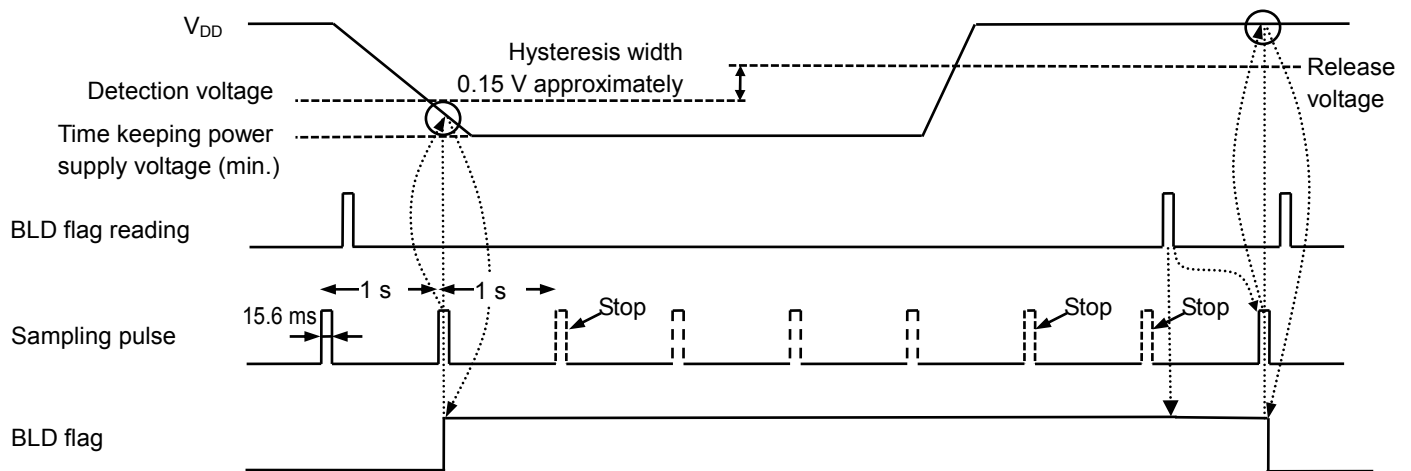 VDD
Hysteresis width
0.15 V approximately
Detection voltage
Release
voltage
Time keeping power
supply voltage (min.)
BLD flag reading
1 s
1 s
15.6 ms
Stop
Stop
Stop
Sampling pulse
BLD flag